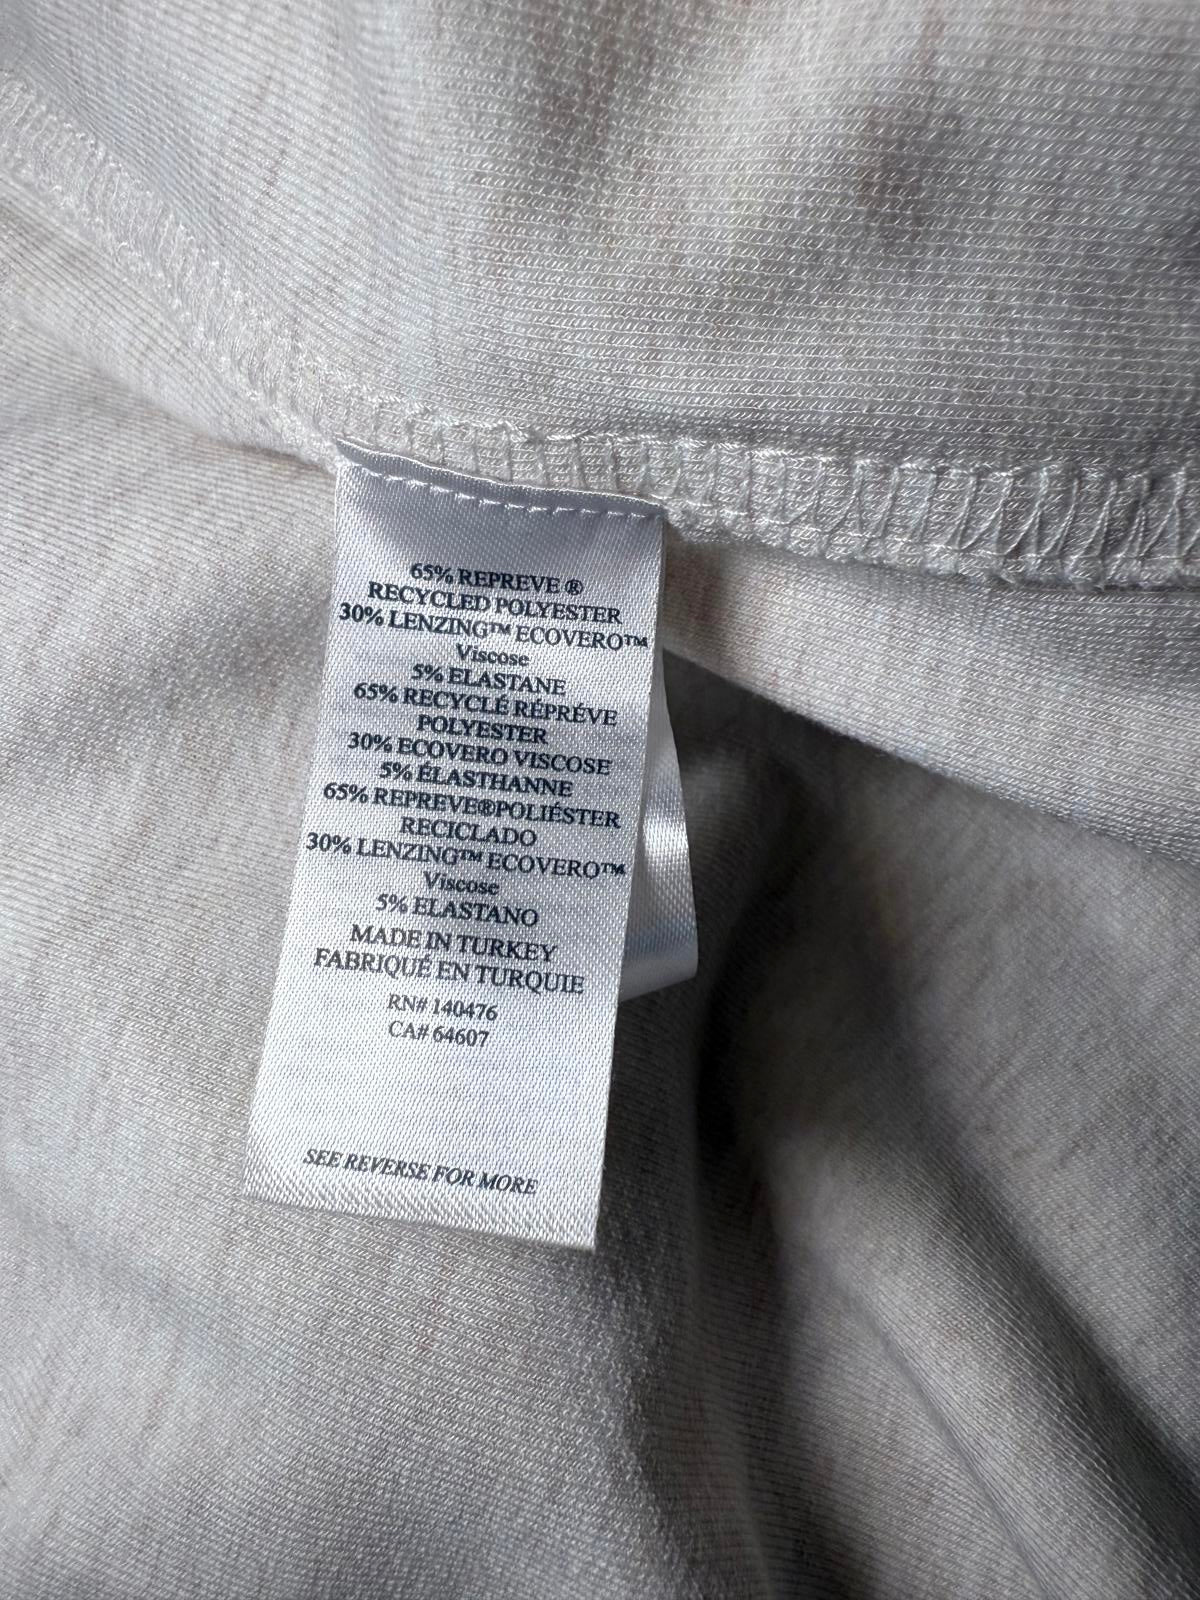 65% REPREVE ®
RECYCLED POLYESTER
30% LENZING™ ECOVERO™
Viscose
5% ELASTANE
65% RECYCLÉ RÉPRÉVE
POLYESTER
30% ECOVERO VISCOSE
5% ÉLASTHANNE
65% REPREVE®POLIÉSTER
RECICLADO
30% LENZING™ ECOVERO™
Viscose
5% ELASTANO
MADE IN TURKEY
FABRIQUÉ EN TURQUIE
RN# 140476
CA# 64607
SEE REVERSE FOR MORE